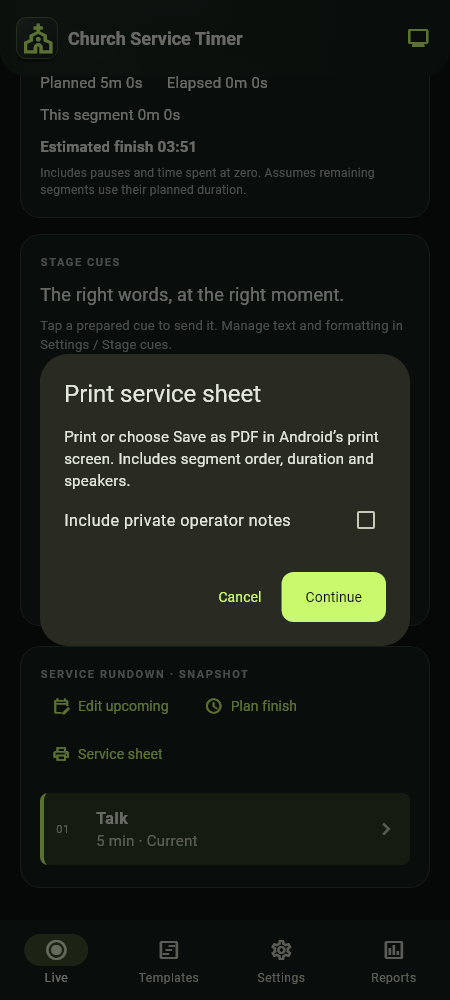 Church Service Timer
Planned 5m 0s Elapsed 0m 0s
This segment 0m 0s
Estimated finish 03:51
Includes pauses and time spent at zero. Assumes remaining
segments use their planned duration.
STAGE CUES
The right words, at the right moment.
Tap a prepared cue to send it. Manage text and formatting in
Settings / Stage cues.
Print service sheet
Print or choose Save as PDF in Android’s print
screen. Includes segment order, duration and
speakers.
Include private operator notes
Cancel Continue
SERVICE RUNDOWN · SNAPSHOT
Edit upcoming Plan finish
Service sheet
01 Talk
5 min · Current
Live Templates Settings Reports